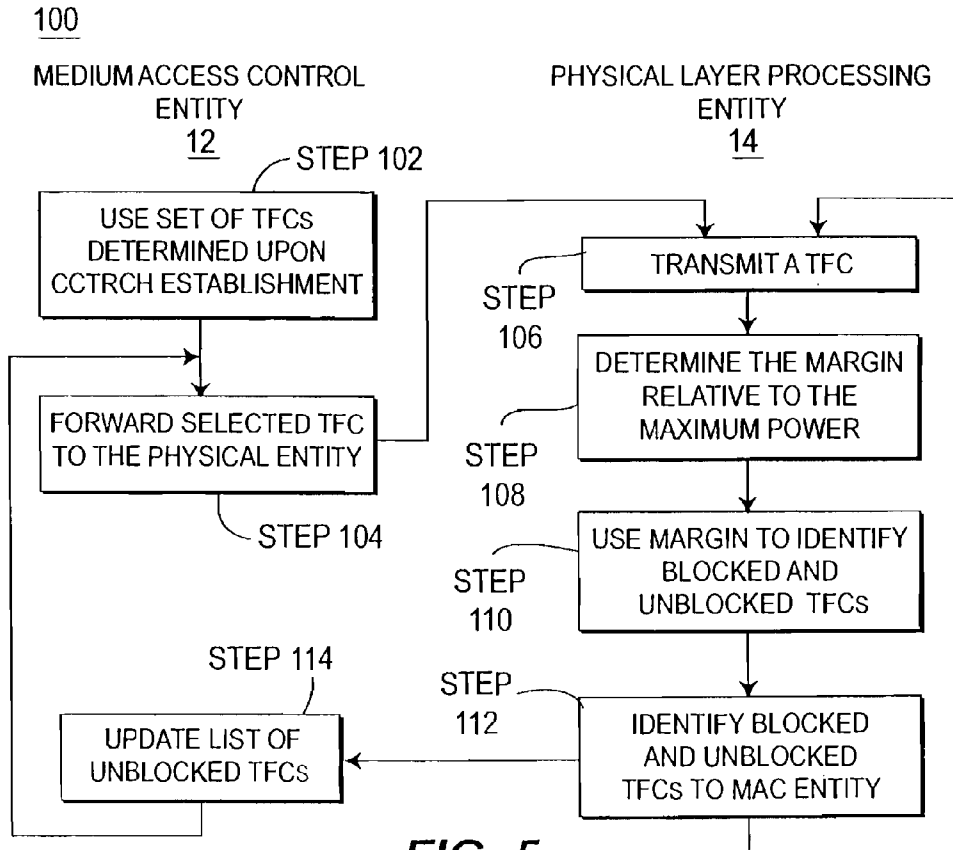 100
MEDIUM ACCESS CONTROL
ENTITY
12
PHYSICAL LAYER PROCESSING
ENTITY
14
STEP 102
USE SET OF TFCs
DETERMINED UPON
CCTRCH ESTABLISHMENT
TRANSMIT A TFC
STEP
106
DETERMINE THE MARGIN
RELATIVE TO THE
MAXIMUM POWER
FORWARD SELECTED TFC
TO THE PHYSICAL ENTITY
STEP
108
STEP 104
USE MARGIN TO IDENTIFY
BLOCKED AND
UNBLOCKED TFCs
STEP
110
STEP 114
STEP
112
UPDATE LIST OF
UNBLOCKED TFCs
IDENTIFY BLOCKED
AND UNBLOCKED
TFCs TO MAC ENTITY
FIG. 5